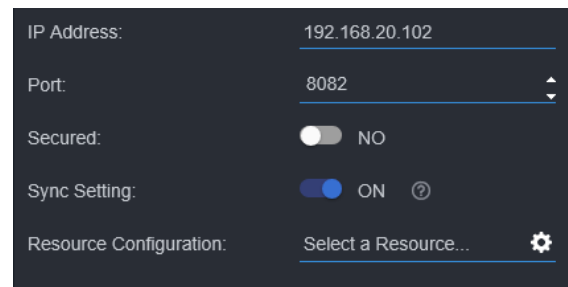 IP Address: 192.168.20.102
Port: 8082
Secured: NO
Sync Setting: ON ?
Resource Configuration: Select a Resource...